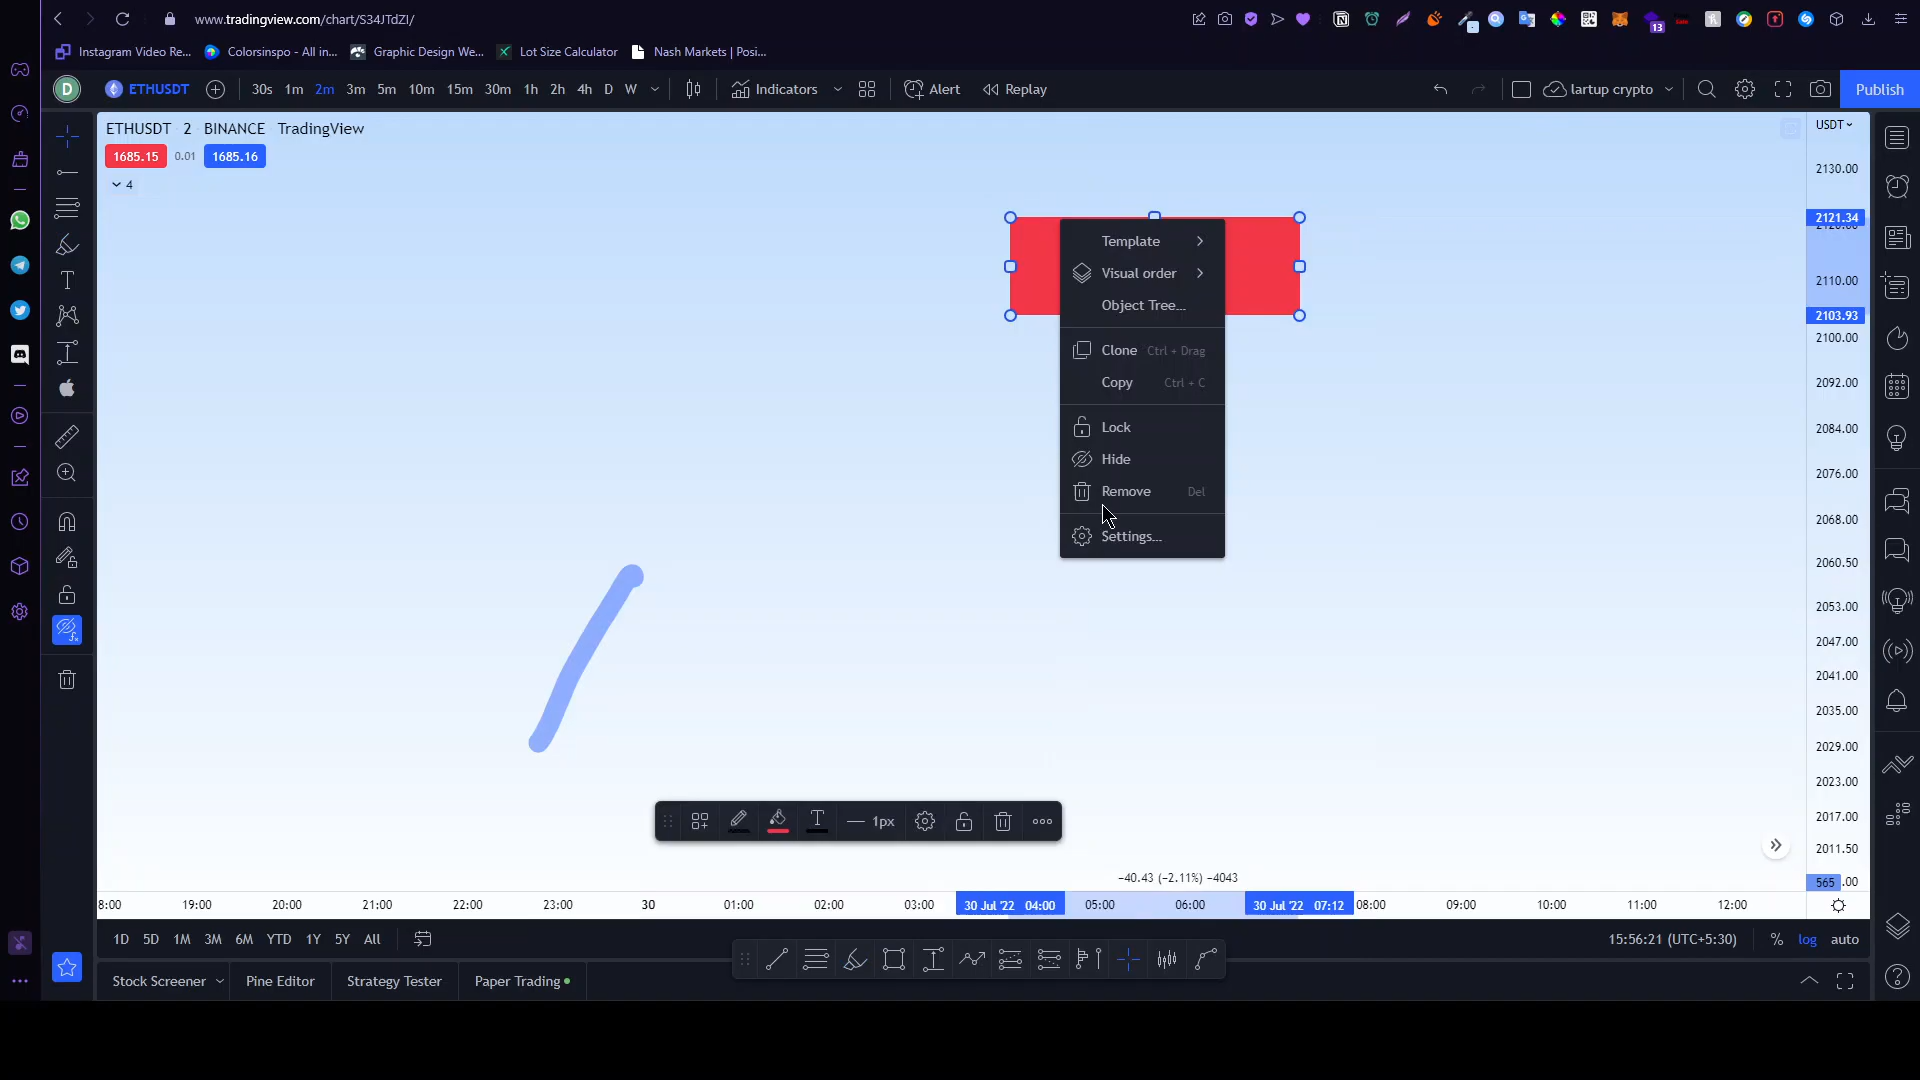 www.tradingview.com/chart/S34JTdZI/
13
Instagram Video Re...
Colorsinspo - All in...
Graphic Design We...
Lot Size Calculator
Nash Markets | Posi...
D
ETHUSDT
30s 1m 2m 3m 5m 10m 15m 30m 1h 2h 4h D W
Indicators
Alert
Replay
lartup crypto
Publish
ETHUSDT 2 BINANCE TradingView
USDT
1685.15 0.01 1685.16
4
2130.00
2121.34
2110.00
2103.93
2100.00
2092.00
2084.00
2076.00
2068.00
2060.50
2053.00
2047.00
2041.00
2035.00
2029.00
2023.00
2017.00
2011.50
565 .00
Template
Visual order
Object Tree...
Clone Ctrl + Drag
Copy Ctrl + C
Lock
Hide
Remove Del
Settings...
T 1px
−40.43 (−2.11%) −4043
8:00 19:00 20:00 21:00 22:00 23:00 30 01:00 02:00 03:00 30 Jul '22 04:00 05:00 06:00 30 Jul '22 07:12 08:00 09:00 10:00 11:00 12:00
1D 5D 1M 3M 6M YTD 1Y 5Y All
15:56:21 (UTC+5:30) % log auto
Stock Screener
Pine Editor
Strategy Tester
Paper Trading